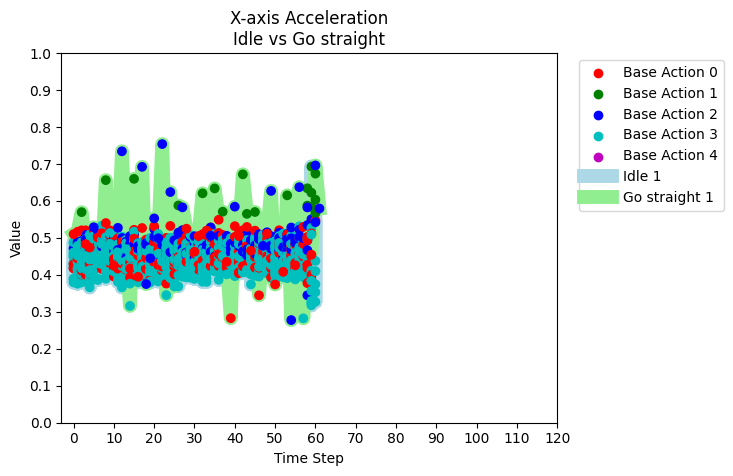 X-axis Acceleration
Idle vs Go straight
1.0
0.9
0.8
0.7
0.6
0.5
0.4
0.3
0.2
0.1
0.0
Value
0 10 20 30 40 50 60 70 80 90 100 110 120
Time Step
Base Action 0
Base Action 1
Base Action 2
Base Action 3
Base Action 4
Idle 1
Go straight 1